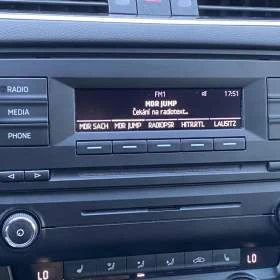 FM1 17:51
RADIO
MDR JUMP
Čekání na radiotext...
MEDIA
MDR SACH MDR JUMP RADIOPSR HITRATL LAUSITZ
PHONE
LO LO